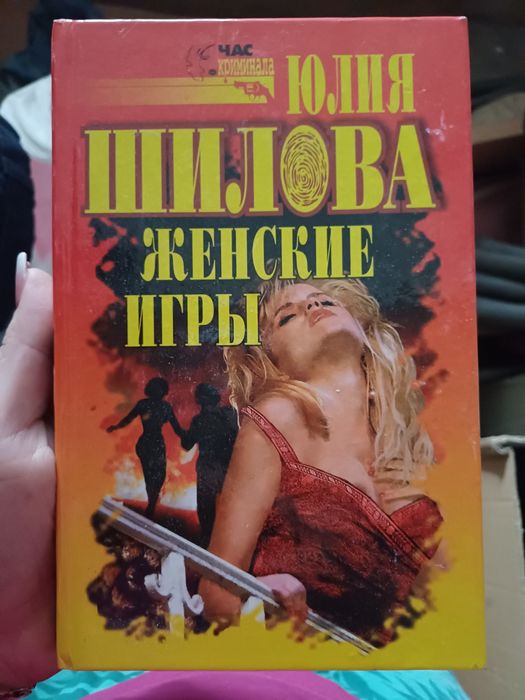 ЧАС
криминала
ЮЛИЯ
ШИЛОВА
ЖЕНСКИЕ
ИГРЫ